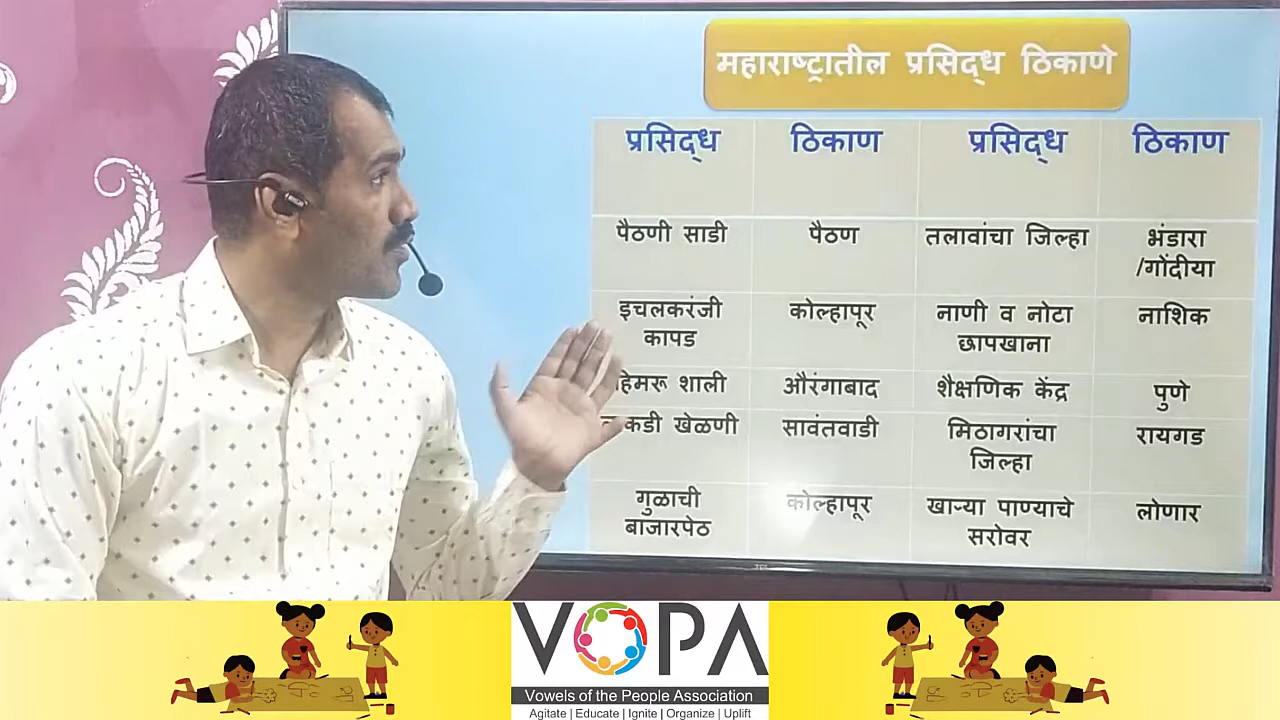 महाराष्ट्रातील प्रसिद्ध ठिकाणे
प्रसिद्ध ठिकाण प्रसिद्ध ठिकाण
पैठणी साडी पैठण तलावांचा जिल्हा भंडारा
/गोंदीया
इचलकरंजी कोल्हापूर नाणी व नोटा नाशिक
कापड छापखाना
हिमरू शाली औरंगाबाद शैक्षणिक केंद्र पुणे
खेळणी सावंतवाडी मिठागरांचा रायगड
जिल्हा
गुळाची कोल्हापूर खाऱ्या पाण्याचे लोणार
बाजारपेठ सरोवर
VOPA
Vowels of the People Association
Agitate | Educate | Ignite | Organize | Uplift